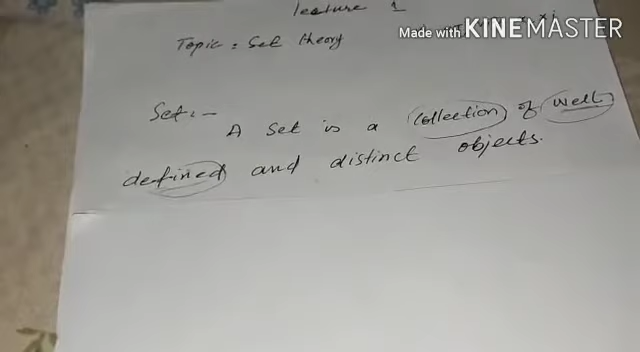 lecture 1
Made with KINEMASTER
Topic : Set theory
Set :-
A Set is a collection of well
defined and distinct objects.